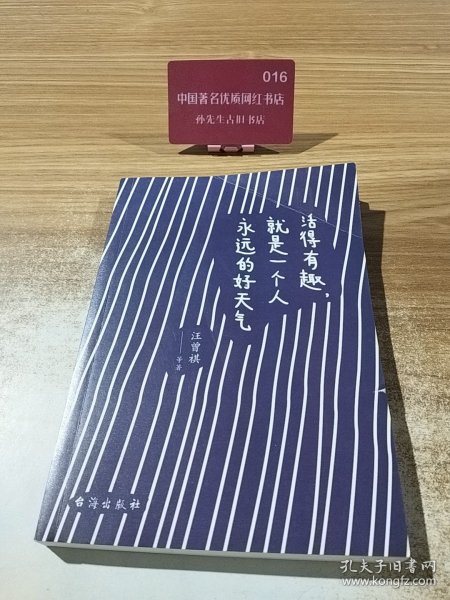 016
中国著名优质网红书店
孙先生古旧书店
活得有趣，
就是一个人
永远的好天气
汪曾祺
等著
台海出版社
孔夫子旧书网
www.kongfz.com